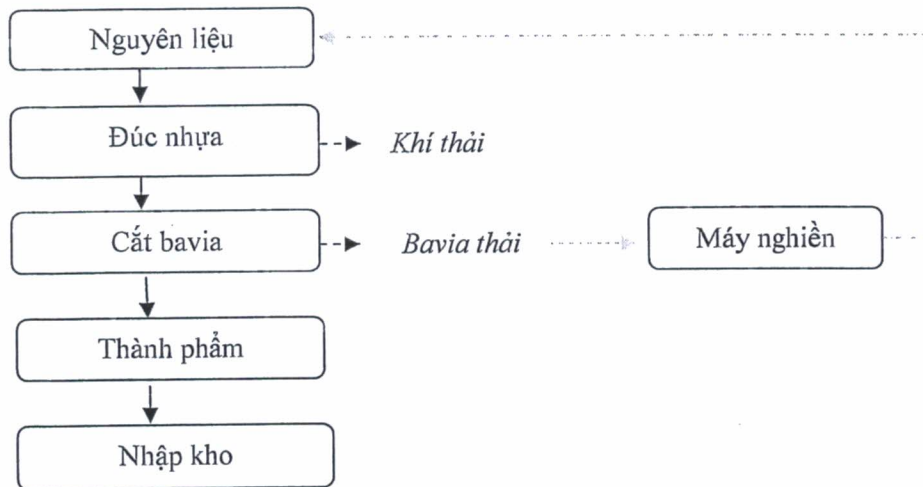 Nguyên liệu
Đúc nhựa
Khí thải
Cắt bavia
Bavia thải
Máy nghiền
Thành phẩm
Nhập kho